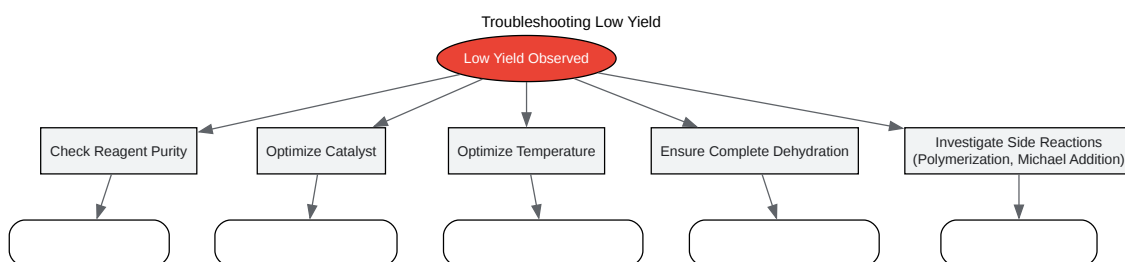 Troubleshooting Low Yield
Low Yield Observed
Check Reagent Purity
Optimize Catalyst
Optimize Temperature
Ensure Complete Dehydration
Investigate Side Reactions
(Polymerization, Michael Addition)